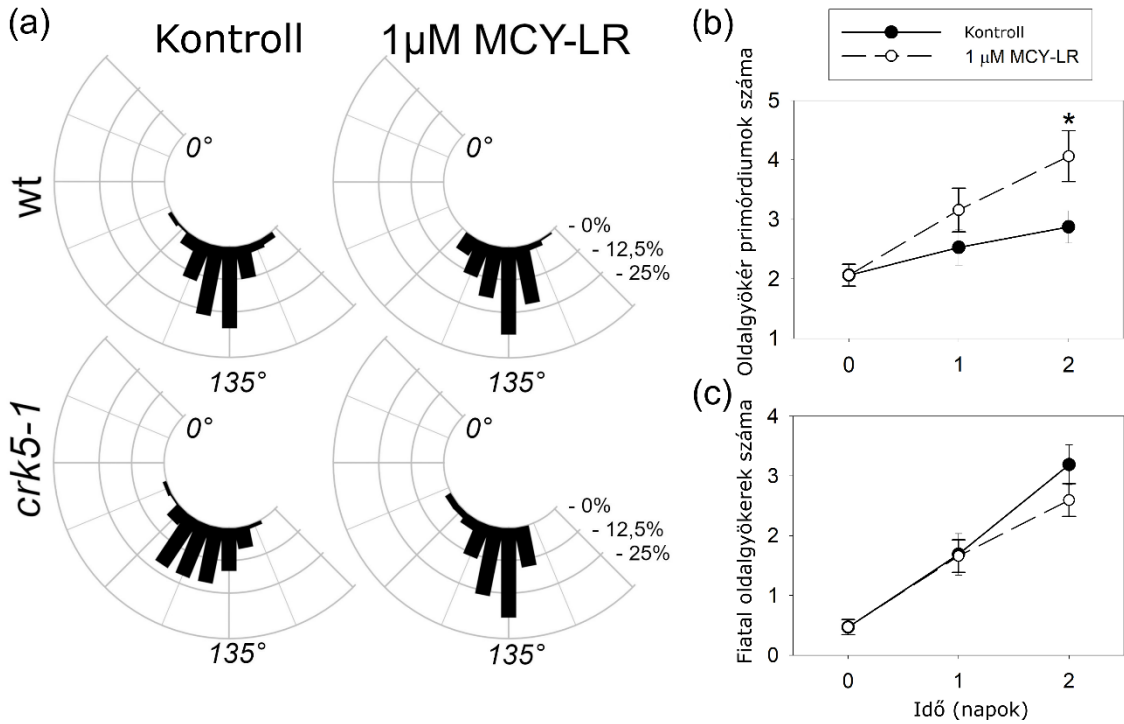 (a)
Kontroll
1µM MCY-LR
wt
0°
0°
- 0%
- 12,5%
- 25%
135°
135°
crk5-1
0°
0°
- 0%
- 12,5%
- 25%
135°
135°
(b)
Kontroll
1 µM MCY-LR
Oldalgyökér primórdiumok száma
5
4
3
2
1
*
0
1
2
(c)
Fiatal oldalgyökerek száma
4
3
2
1
0
0
1
2
Idő (napok)